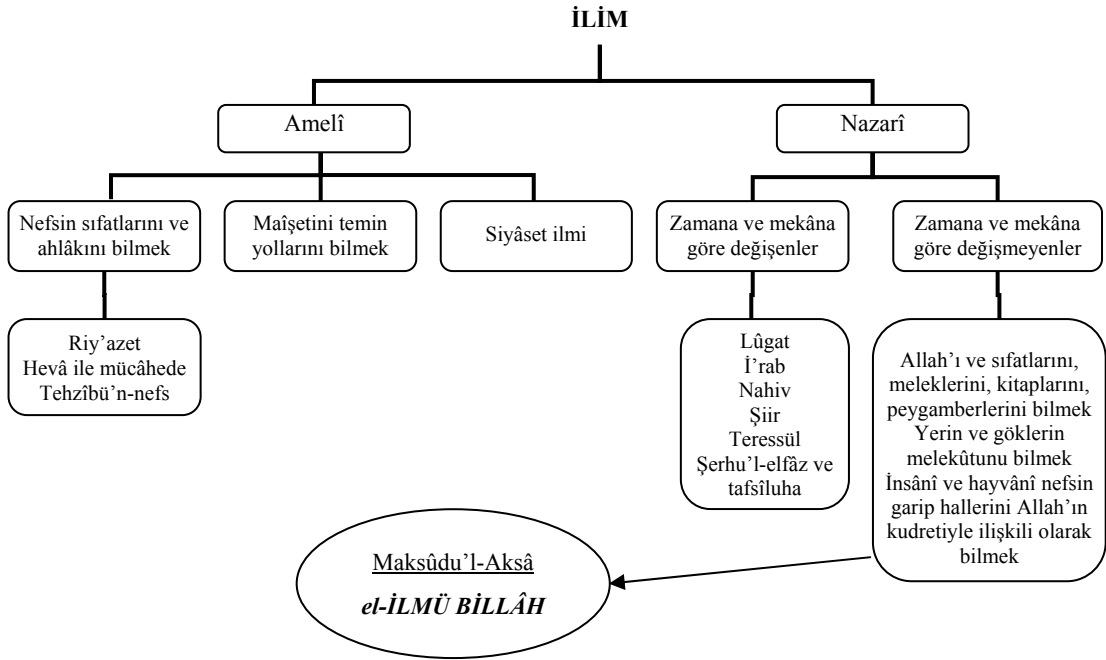 İLİM
Amelî
Nazarî
Nefsin sıfatlarını ve
ahlâkını bilmek
Maîşetini temin
yollarını bilmek
Siyâset ilmi
Zamana ve mekâna
göre değişenler
Zamana ve mekâna
göre değişmeyenler
Riy’azet
Hevâ ile mücâhede
Tehzîbü’n-nefs
Lûgat
İ’rab
Nahiv
Şiir
Teressül
Şerhu’l-elfâz ve
tafsîluha
Allah’ı ve sıfatlarını,
meleklerini, kitaplarını,
peygamberlerini bilmek
Yerin ve göklerin
melekûtunu bilmek
İnsânî ve hayvânî nefsin
garip hallerini Allah’ın
kudretiyle ilişkili olarak
bilmek
Maksûdu’l-Aksâ
el-İLMÜ BİLLÂH